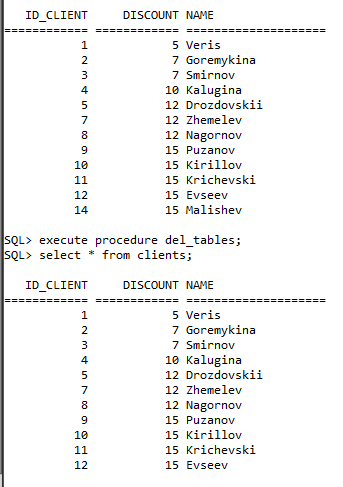 ID_CLIENT DISCOUNT NAME
============ ============ ====================
1 5 Veris
2 7 Goremykina
3 7 Smirnov
4 10 Kalugina
5 12 Drozdovskii
7 12 Zhemelev
8 12 Nagornov
9 15 Puzanov
10 15 Kirillov
11 15 Krichevski
12 15 Evseev
14 15 Malishev
SQL> execute procedure del_tables;
SQL> select * from clients;
ID_CLIENT DISCOUNT NAME
============ ============ ====================
1 5 Veris
2 7 Goremykina
3 7 Smirnov
4 10 Kalugina
5 12 Drozdovskii
7 12 Zhemelev
8 12 Nagornov
9 15 Puzanov
10 15 Kirillov
11 15 Krichevski
12 15 Evseev